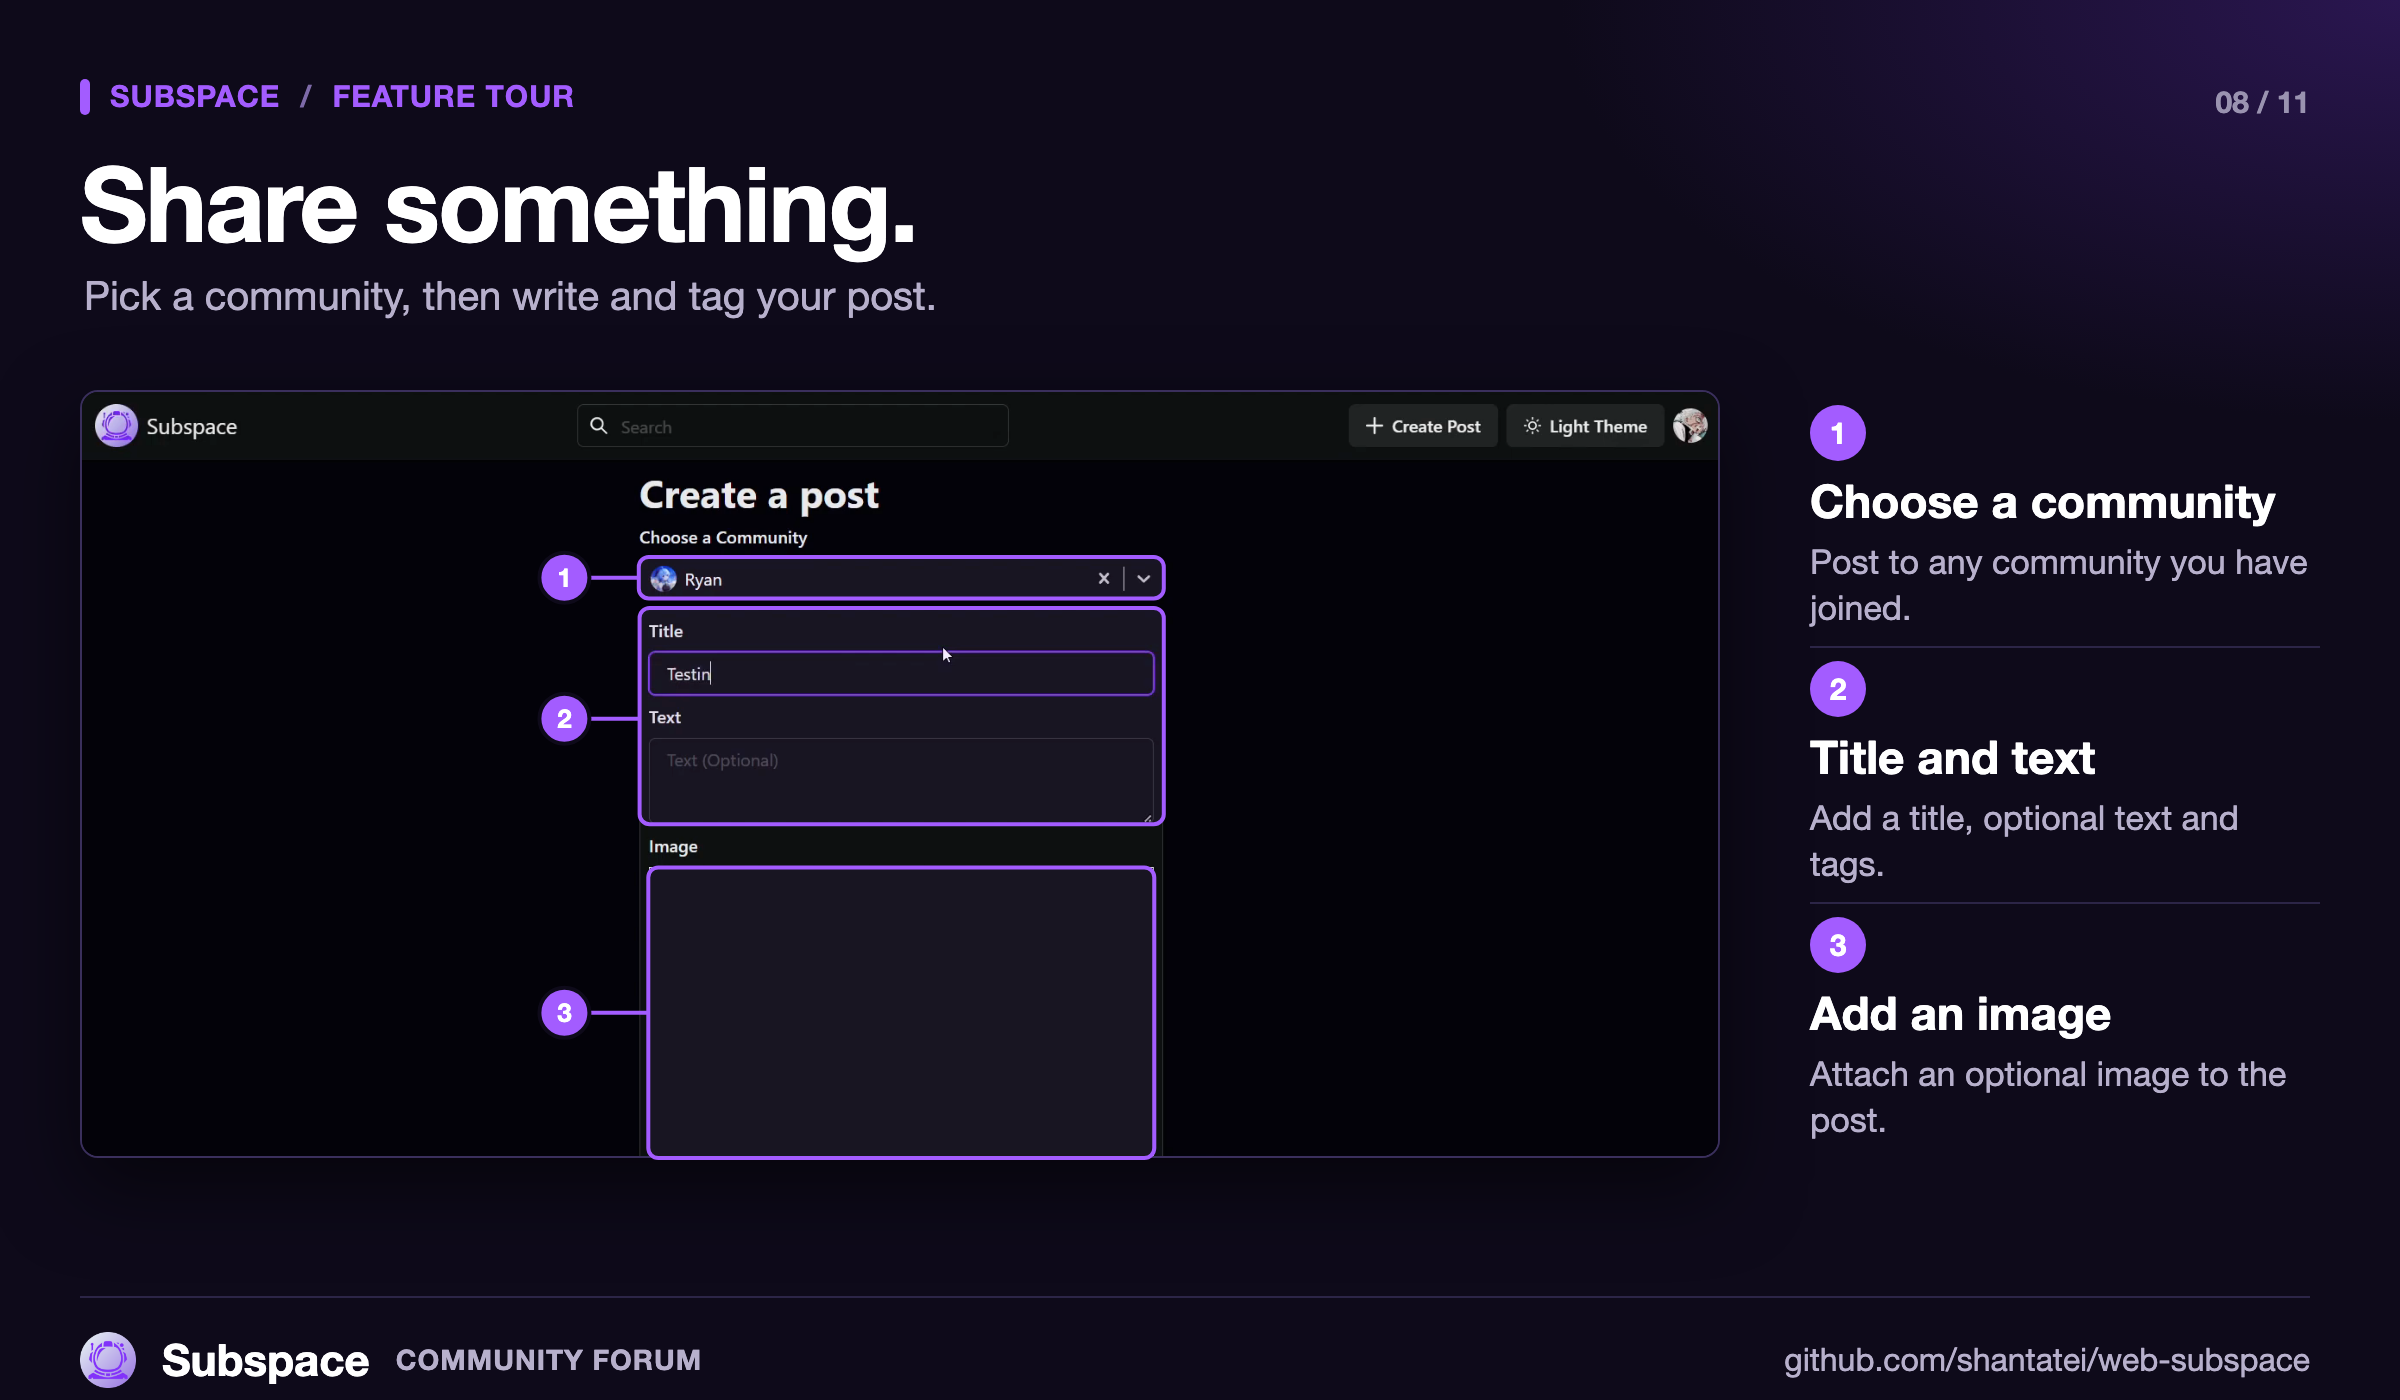 SUBSPACE / FEATURE TOUR
08 / 11
Share something.
Pick a community, then write and tag your post.
Subspace
Search
Create Post
Light Theme
Create a post
Choose a Community
1
Ryan
Title
Testin
2
Text
Text (Optional)
Image
3
1
Choose a community
Post to any community you have
joined.
2
Title and text
Add a title, optional text and
tags.
3
Add an image
Attach an optional image to the
post.
Subspace COMMUNITY FORUM
github.com/shantatei/web-subspace